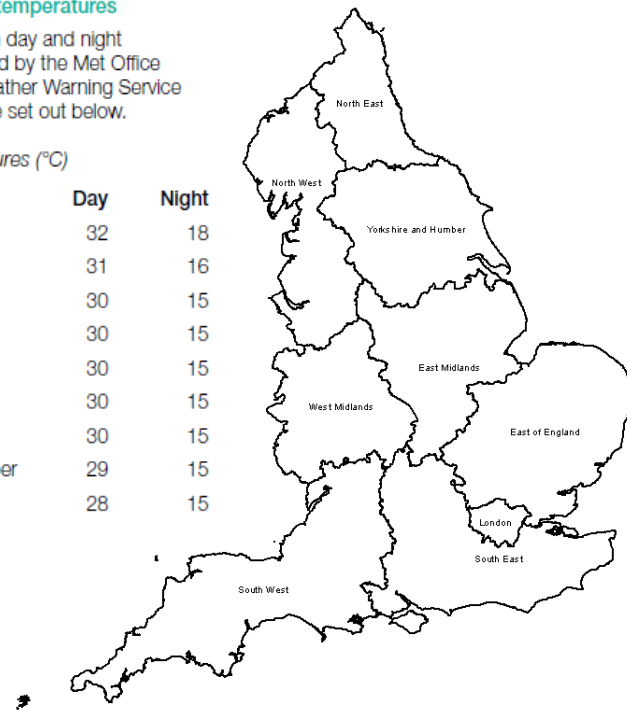 temperatures
day and night
d by the Met Office
ather Warning Service
set out below.
ures (°C)
Day Night
32 18
31 16
30 15
30 15
30 15
30 15
30 15
er 29 15
28 15
North East
North West
Yorkshire and Humber
East Midlands
West Midlands
East of England
London
South East
South West